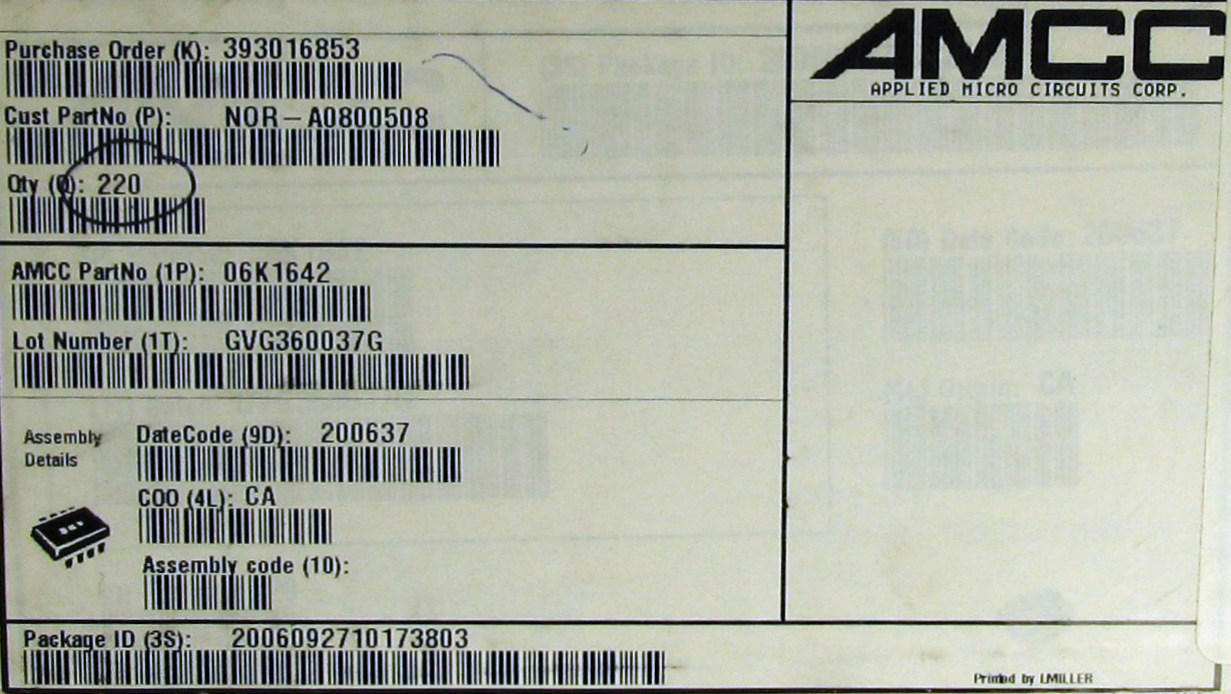 AMCC
APPLIED MICRO CIRCUITS CORP.
Purchase Order (K): 393016853
Cust PartNo (P): NOR-A0800508
Qty (Q): 220
AMCC PartNo (1P): 06K1642
Lot Number (1T): GVG360037G
Assembly
Details
DateCode (9D): 200637
COO (4L): CA
Assembly code (10):
Package ID (3S): 2006092710173803
Printed by LMILLER